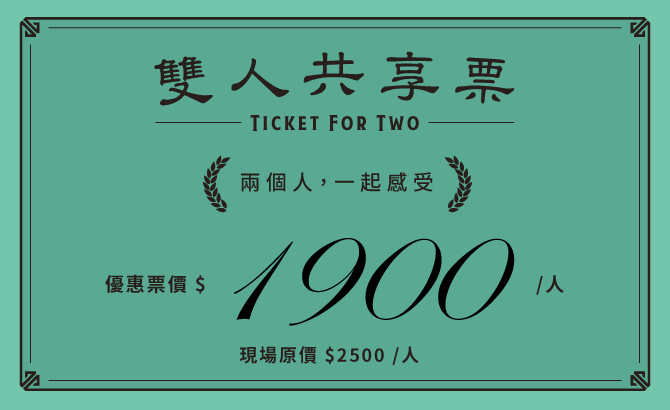 雙人共享票
TICKET FOR TWO
兩個人，一起感受
優惠票價 $ 1900 /人
現場原價 $2500 /人